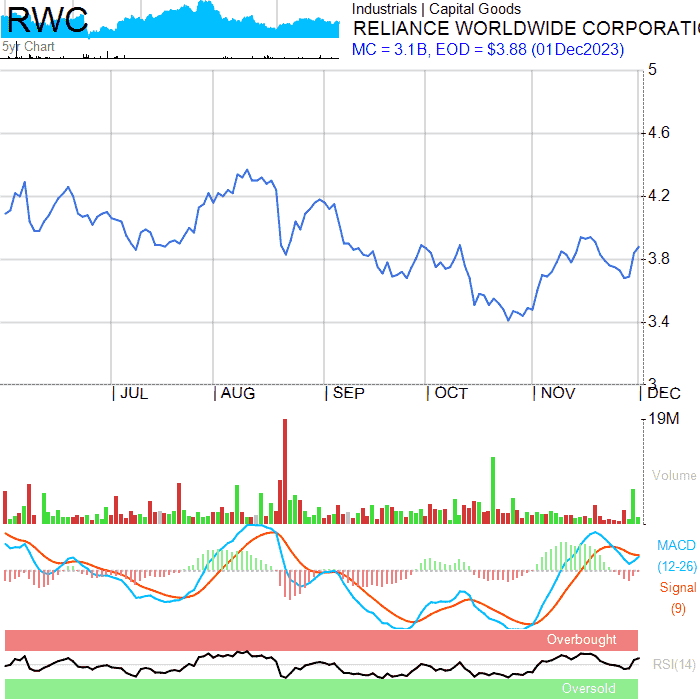 RWC
5yr Chart
Industrials | Capital Goods
RELIANCE WORLDWIDE CORPORATI
MC = 3.1B, EOD = $3.88 (01Dec2023)
5
4.6
4.2
3.8
3.4
3
JUL AUG SEP OCT NOV DEC
19M
Volume
MACD
(12-26)
Signal
(9)
Overbought
RSI(14)
Oversold